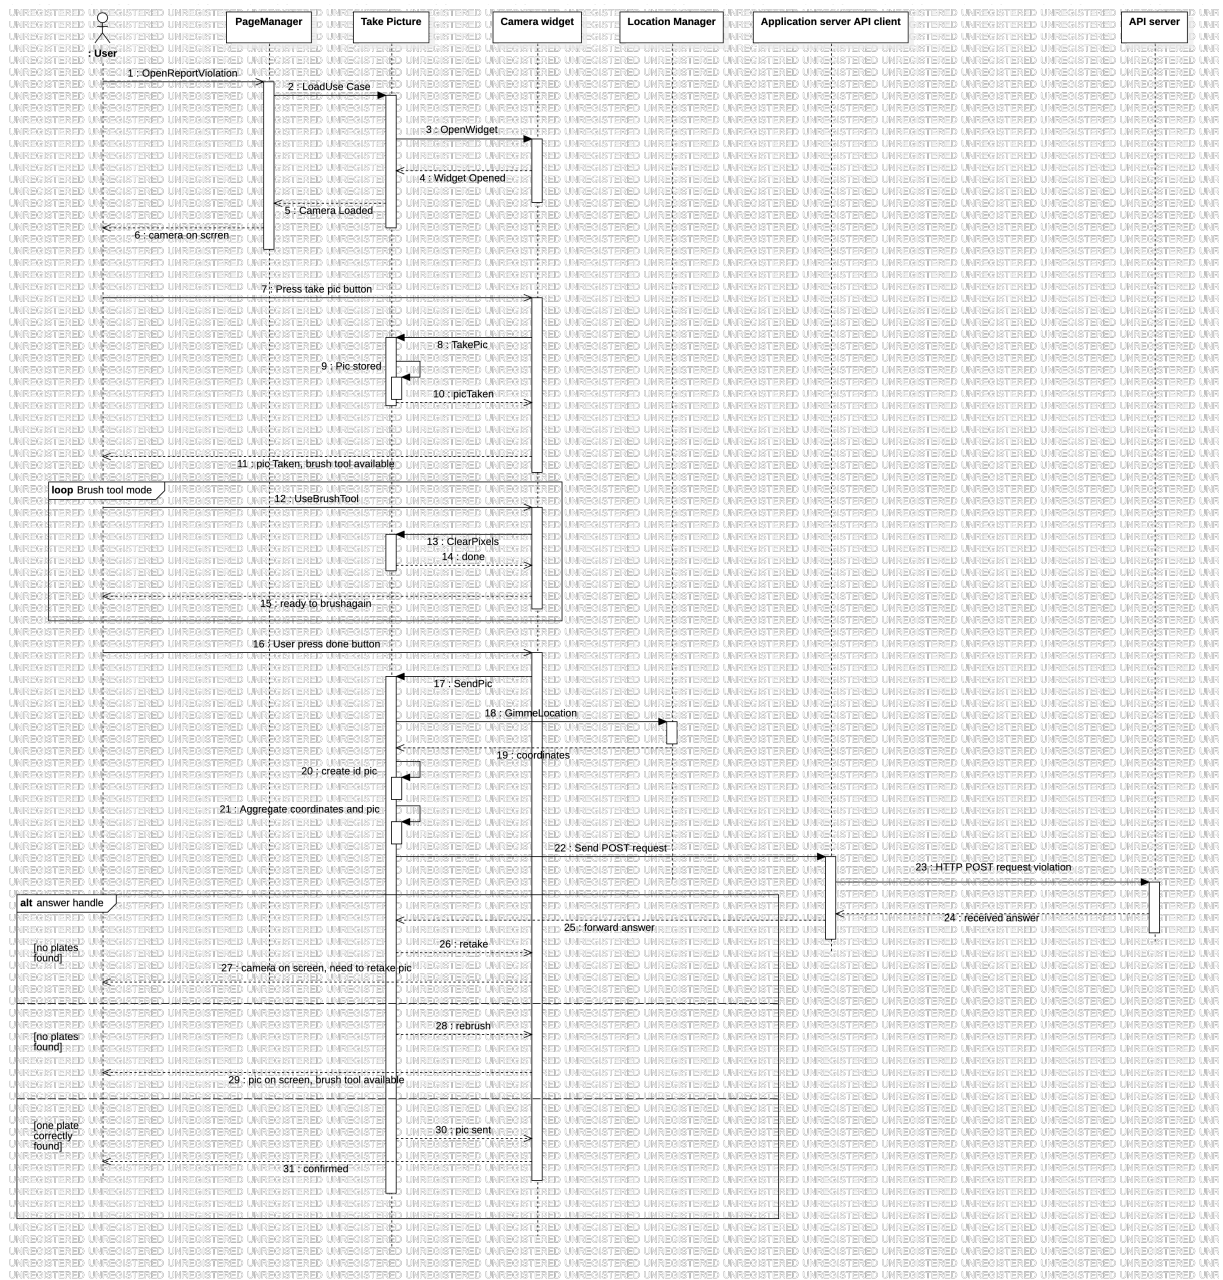 PageManager
Take Picture
Camera widget
Location Manager
Application server API client
API server
: User
1 : OpenReportViolation
2 : LoadUse Case
3 : OpenWidget
4 : Widget Opened
5 : Camera Loaded
6 : camera on scrren
7 : Press take pic button
8 : TakePic
9 : Pic stored
10 : picTaken
11 : pic Taken, brush tool available
loop Brush tool mode
12 : UseBrushTool
13 : ClearPixels
14 : done
15 : ready to brushagain
16 : User press done button
17 : SendPic
18 : GimmeLocation
19 : coordinates
20 : create id pic
21 : Aggregate coordinates and pic
22 : Send POST request
23 : HTTP POST request violation
alt answer handle
24 : received answer
25 : forward answer
[no plates
found]
26 : retake
27 : camera on screen, need to retake pic
28 : rebrush
[no plates
found]
29 : pic on screen, brush tool available
[one plate
correctly
found]
30 : pic sent
31 : confirmed
UNREGISTERED